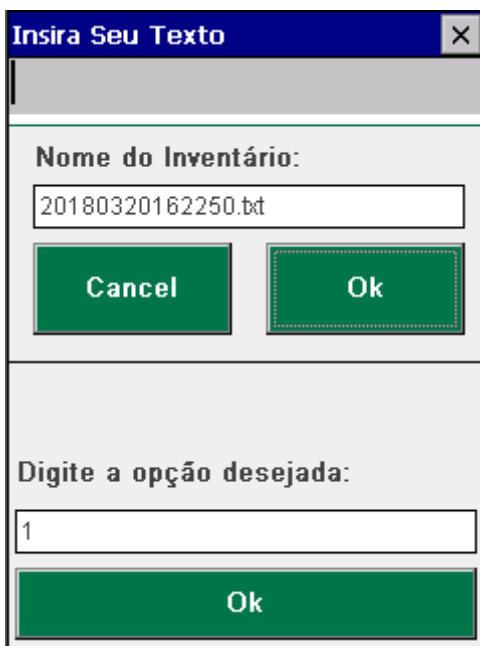 Insira Seu Texto
Nome do Inventário:
20180320162250.txt
Cancel
Ok
Digite a opção desejada:
1
Ok